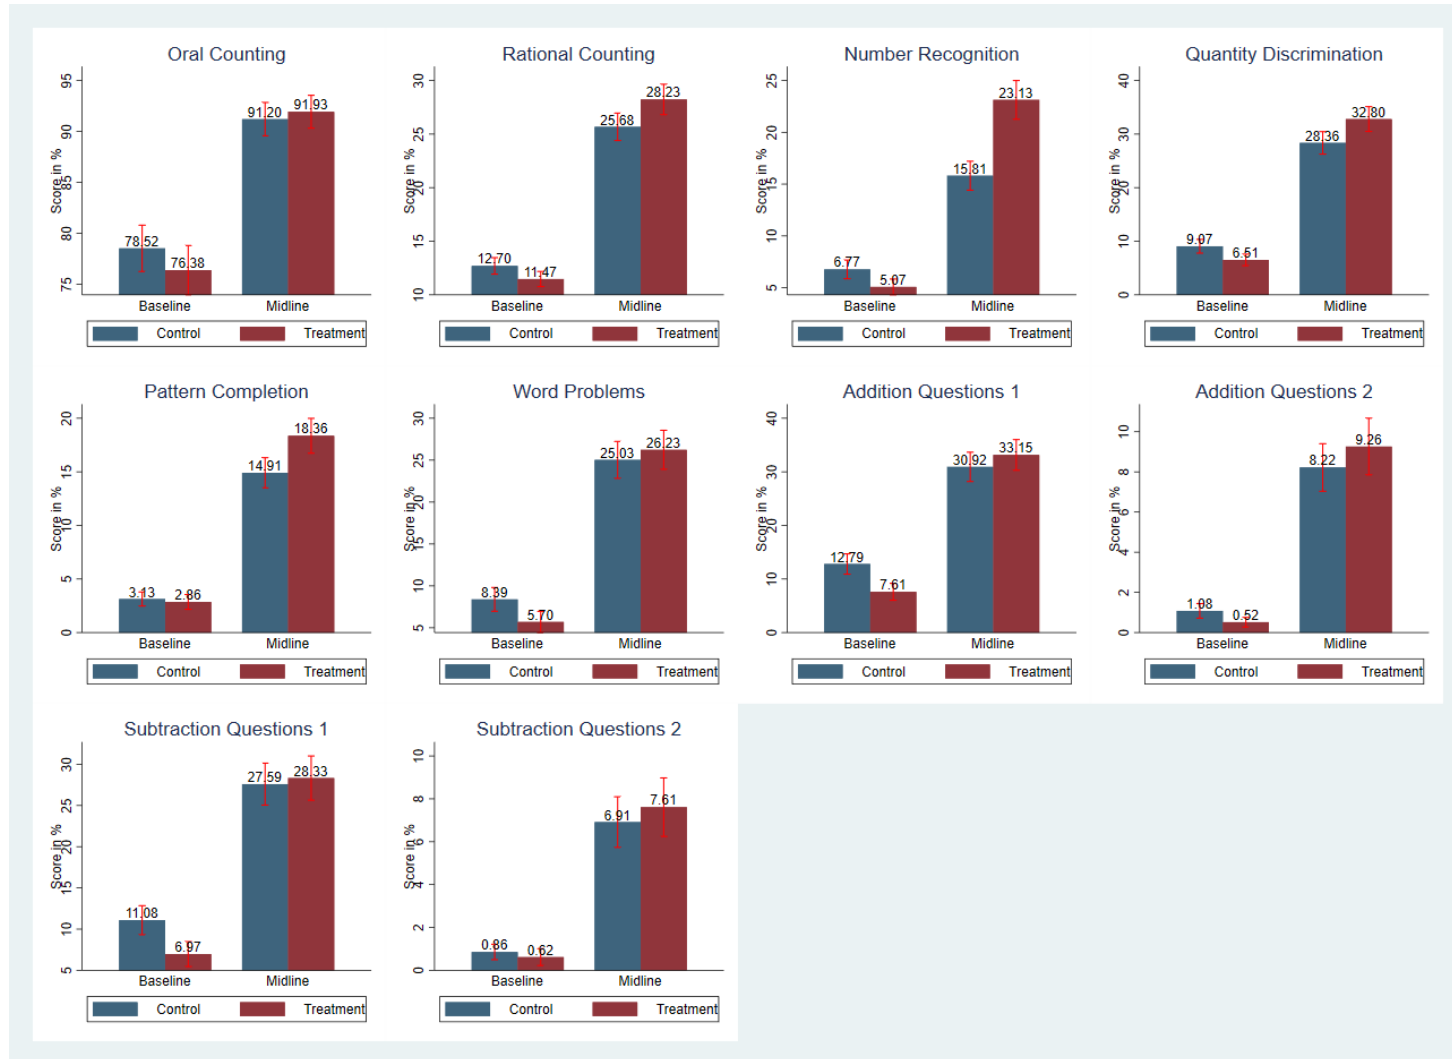 Oral Counting
Score in %
75 80 85 90 95
78.52
76.38
91.20
91.93
Baseline Midline
Control Treatment
Rational Counting
Score in %
10 15 20 25 30
12.70
11.47
25.68
28.23
Baseline Midline
Control Treatment
Number Recognition
Score in %
5 10 15 20 25
6.77
5.07
15.81
23.13
Baseline Midline
Control Treatment
Quantity Discrimination
Score in %
0 10 20 30 40
9.07
6.51
28.36
32.80
Baseline Midline
Control Treatment
Pattern Completion
Score in %
0 5 10 15 20
3.13
2.86
14.91
18.36
Baseline Midline
Control Treatment
Word Problems
Score in %
5 10 15 20 25 30
8.39
5.70
25.03
26.23
Baseline Midline
Control Treatment
Addition Questions 1
Score in %
0 10 20 30 40
12.79
7.61
30.92
33.15
Baseline Midline
Control Treatment
Addition Questions 2
Score in %
0 2 4 6 8 10
1.08
0.52
8.22
9.26
Baseline Midline
Control Treatment
Subtraction Questions 1
Score in %
5 10 15 20 25 30
11.08
6.97
27.59
28.33
Baseline Midline
Control Treatment
Subtraction Questions 2
Score in %
0 2 4 6 8 10
0.86
0.62
6.91
7.61
Baseline Midline
Control Treatment